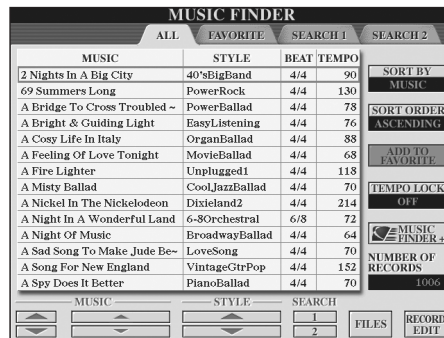 MUSIC FINDER
ALL FAVORITE SEARCH 1 SEARCH 2
MUSIC STYLE BEAT TEMPO
2 Nights In A Big City 40'sBigBand 4/4 90
69 Summers Long PowerRock 4/4 130
A Bridge To Cross Troubled ~ PowerBallad 4/4 78
A Bright & Guiding Light EasyListening 4/4 76
A Cosy Life In Italy OrganBallad 4/4 88
A Feeling Of Love Tonight MovieBallad 4/4 68
A Fire Lighter Unplugged1 4/4 118
A Misty Ballad CoolJazzBallad 4/4 70
A Nickel In The Nickelodeon Dixieland2 4/4 214
A Night In A Wonderful Land 6-8Orchestral 6/8 72
A Night Of Music BroadwayBallad 4/4 64
A Sad Song To Make Jude Be~ LoveSong 4/4 70
A Song For New England VintageGtrPop 4/4 152
A Spy Does It Better PianoBallad 4/4 70
SORT BY
MUSIC
SORT ORDER
ASCENDING
ADD TO
FAVORITE
TEMPO LOCK
OFF
MUSIC
FINDER +
NUMBER OF
RECORDS
1006
MUSIC STYLE SEARCH
1
2
FILES
RECORD
EDIT